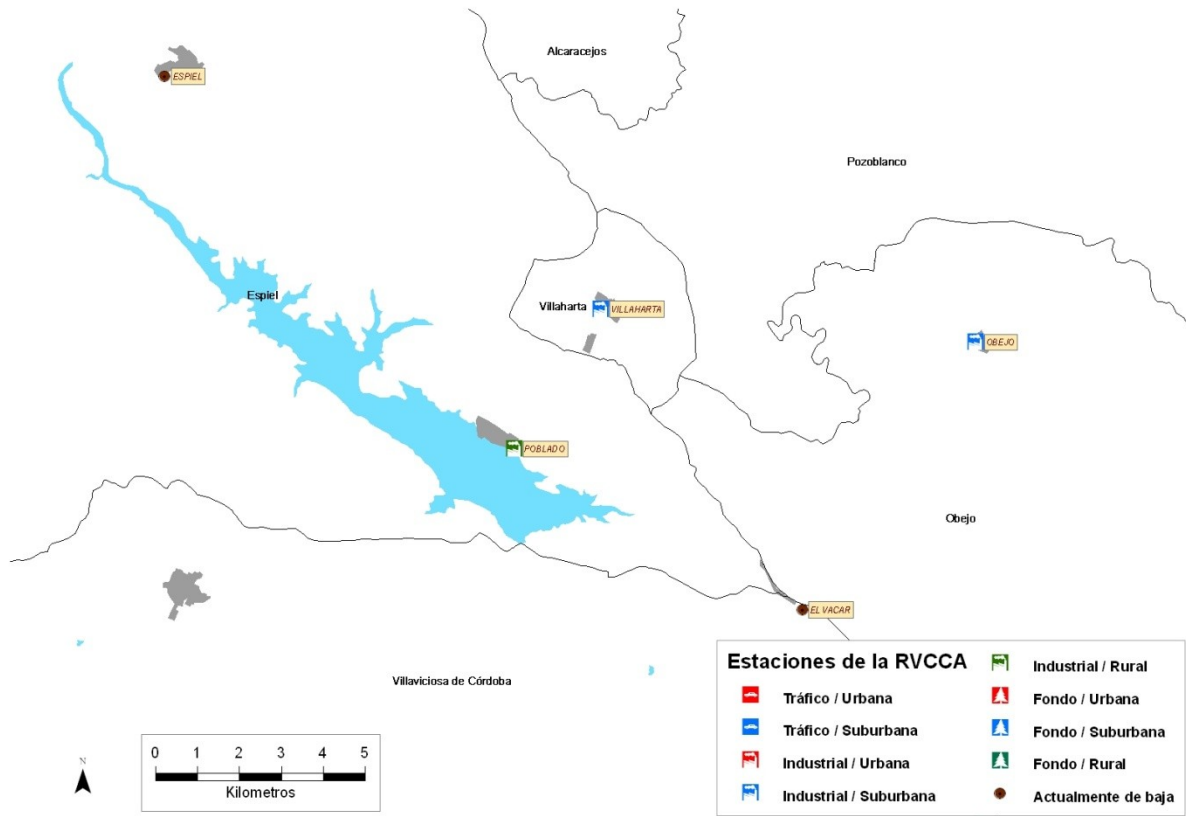 Alcaracejos
ESPIEL
Pozoblanco
Espiel
Villaharta
VILLAHARTA
OBEJO
POBLADO
Obejo
EL VACAR
Villaviciosa de Córdoba
N
0 1 2 3 4 5
Kilometros
Estaciones de la RVCCA
Tráfico / Urbana
Tráfico / Suburbana
Industrial / Urbana
Industrial / Suburbana
Industrial / Rural
Fondo / Urbana
Fondo / Suburbana
Fondo / Rural
Actualmente de baja